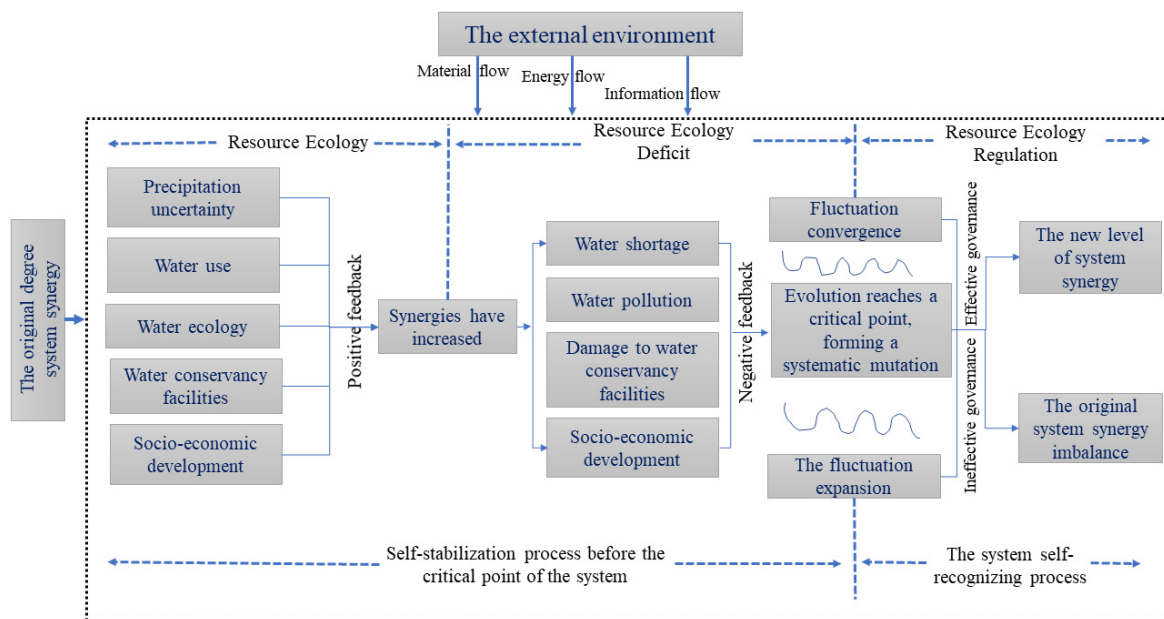 The external environment
Material flow
Energy flow
Information flow
Resource Ecology
Resource Ecology
Deficit
Resource Ecology
Regulation
The original degree
system synergy
Precipitation
uncertainty
Water use
Water ecology
Water conservancy
facilities
Socio-economic
development
Positive feedback
Synergies have
increased
Water shortage
Water pollution
Damage to water
conservancy
facilities
Socio-economic
development
Negative feedback
Fluctuation
convergence
Evolution reaches a
critical point,
forming a
systematic mutation
The fluctuation
expansion
Effective governance
Ineffective governance
The new level
of system
synergy
The original
system synergy
imbalance
Self-stabilization process before the
critical point of the system
The system self-
recognizing process